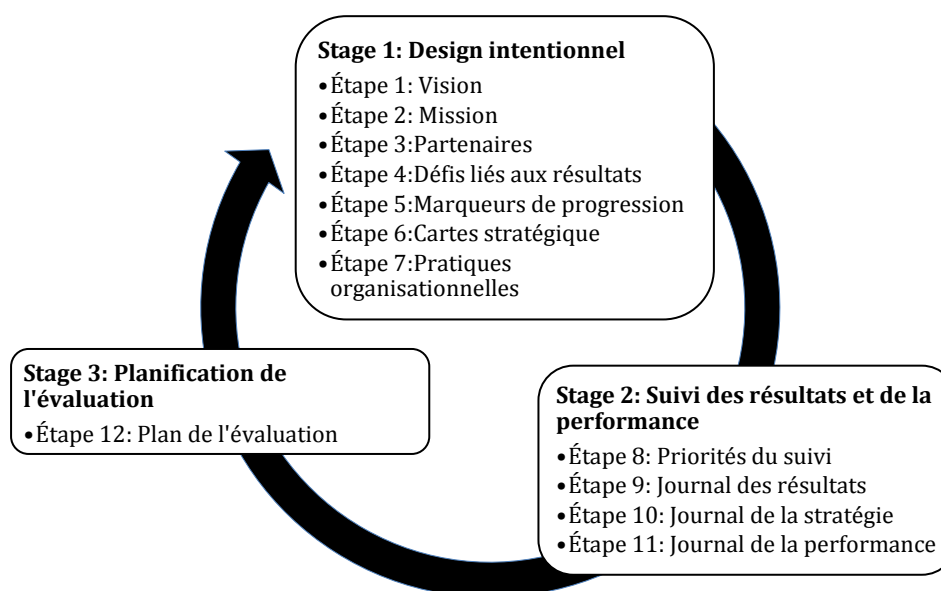 Stage 1: Design intentionnel
•Étape 1: Vision
•Étape 2: Mission
•Étape 3:Partenaires
•Étape 4:Défis liés aux résultats
•Étape 5:Marqueurs de progression
•Étape 6:Cartes stratégique
•Étape 7:Pratiques
organisationnelles
Stage 2: Suivi des résultats et de la
performance
•Étape 8: Priorités du suivi
•Étape 9: Journal des résultats
•Étape 10: Journal de la stratégie
•Étape 11: Journal de la performance
Stage 3: Planification de
l'évaluation
•Étape 12: Plan de l'évaluation